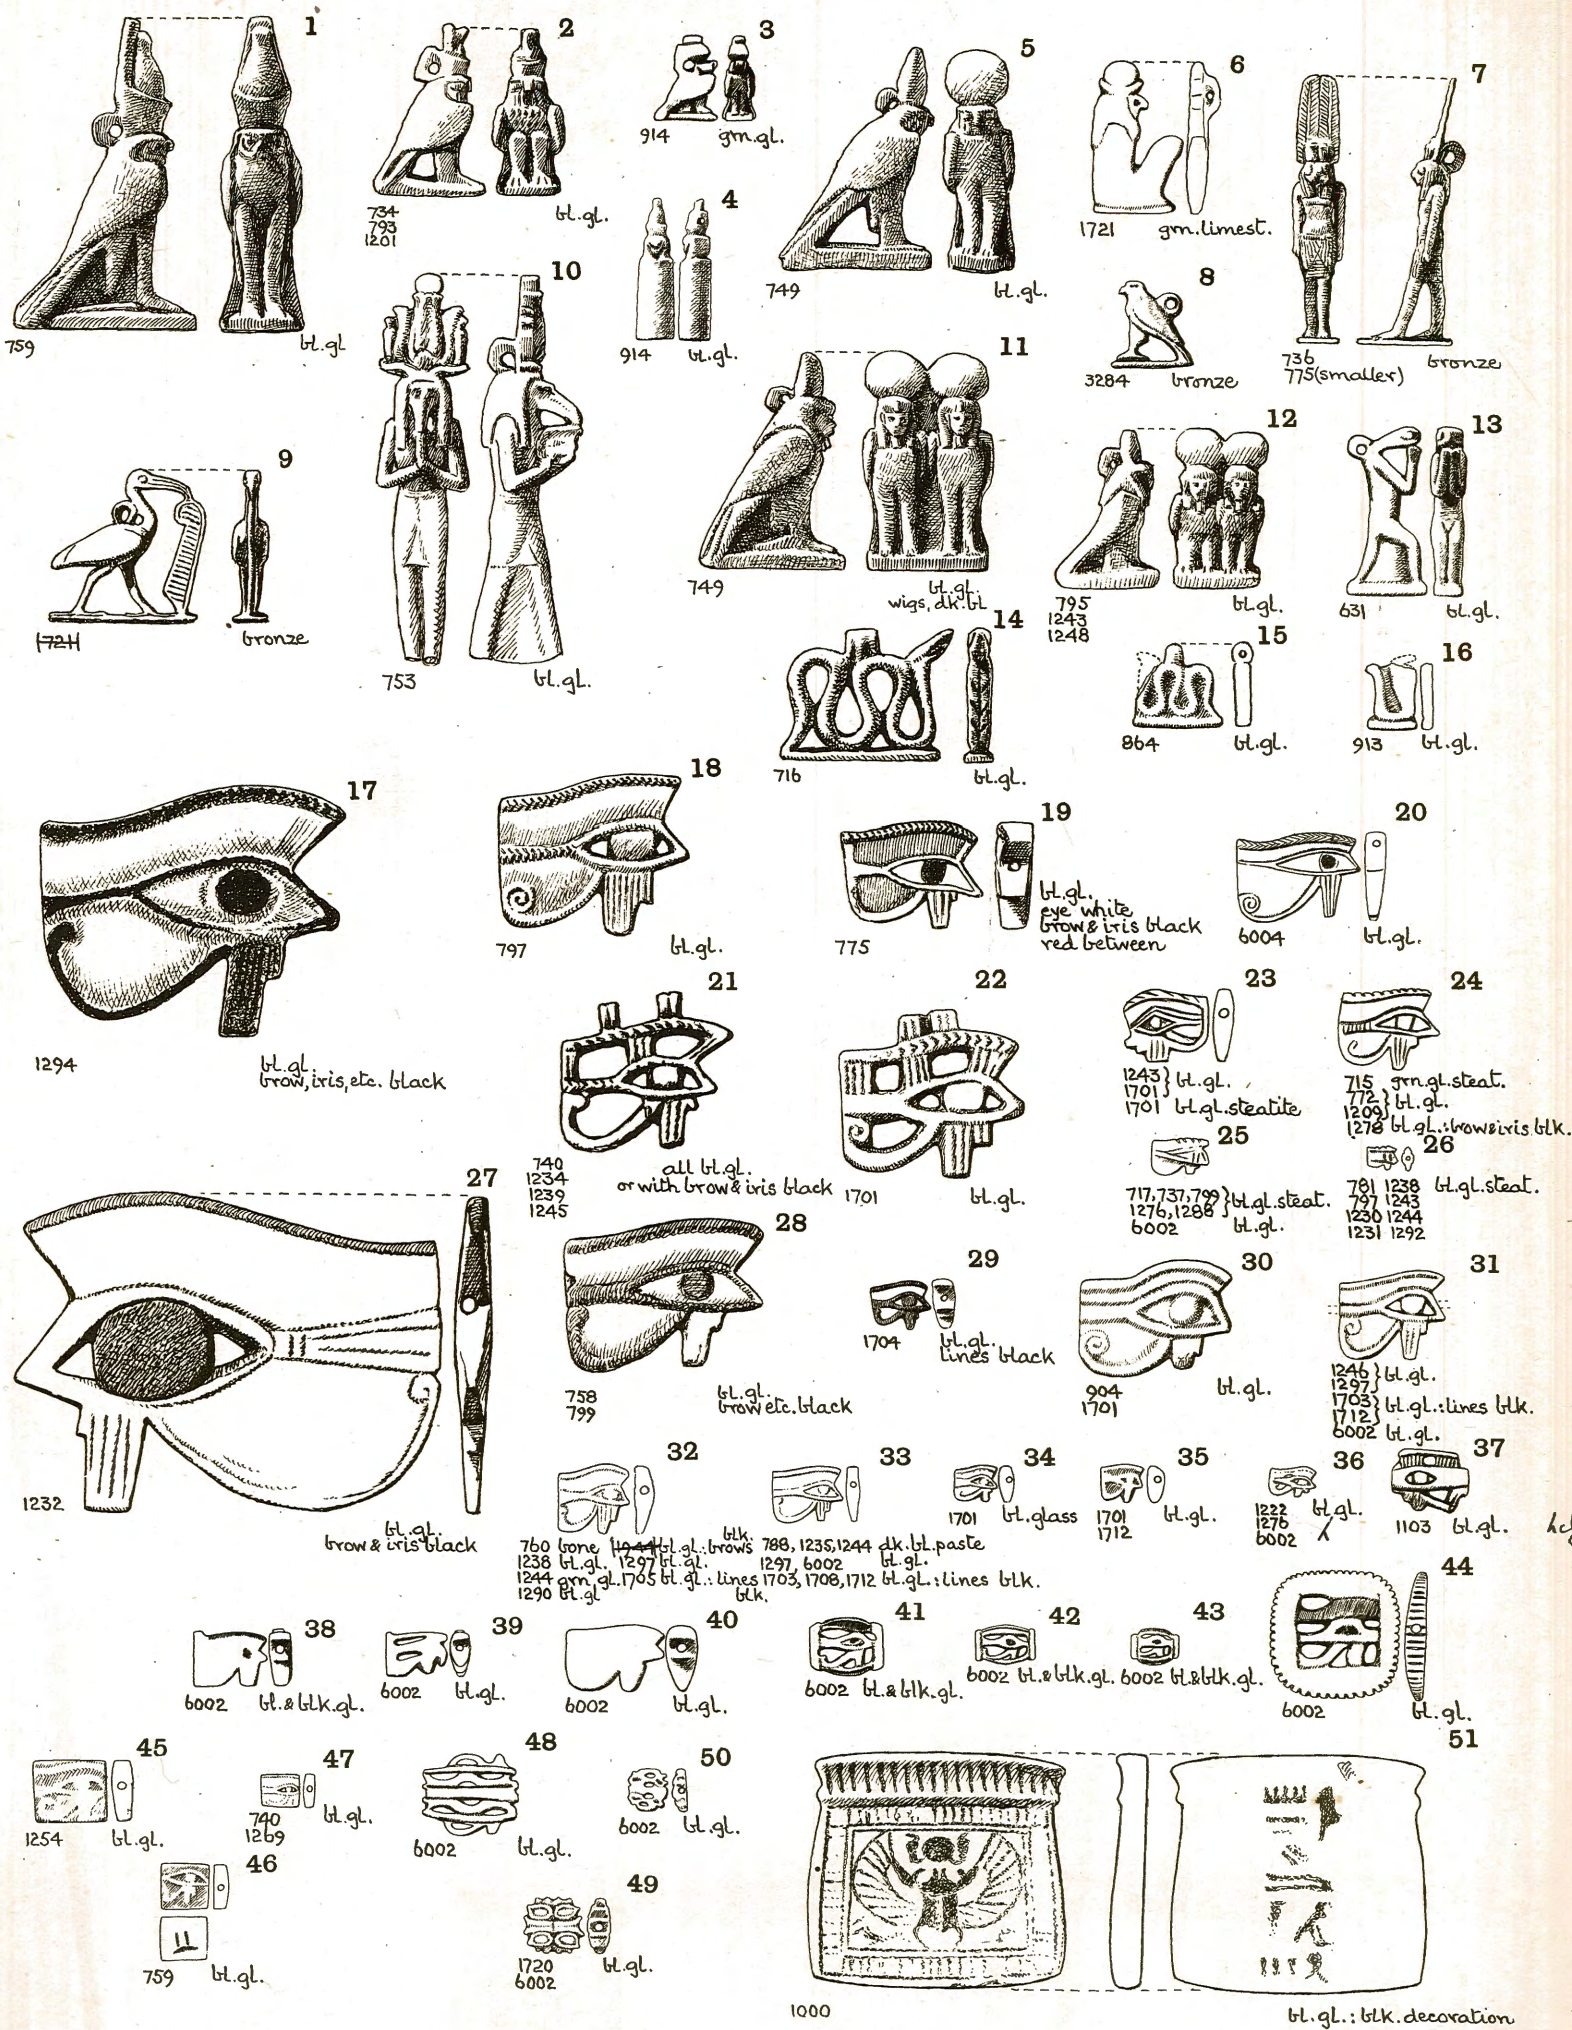 1
759
bl.gl
2
734
793
1201
bl.gl.
3
914 grn.gl.
4
914 bl.gl.
5
749
bl.gl.
6
1721 grn.limest.
7
736
775(smaller)
bronze
8
3284 bronze
9
1721
bronze
10
753
bl.gl.
11
749
bl.gl.
wigs, dk.bl
12
795
1243
1248
bl.gl.
13
631
bl.gl.
14
716
bl.gl.
15
864 bl.gl.
16
913 bl.gl.
17
1294
bl.gl.
brow, iris, etc. black
18
797
bl.gl.
19
775
bl.gl.
eye white
brow & iris black
red between
20
6004
bl.gl.
21
740
1234
1239
1245
all bl.gl.
or with brow & iris black
22
1701
bl.gl.
23
1243 } bl.gl.
1701
1701 bl.gl.steatite
24
715 grn.gl.steat.
772 } bl.gl.
1209
1278 bl.gl.:brow&iris blk.
25
717,737,799 } bl.gl.steat.
1276,1288
6002 bl.gl.
26
781 1238 bl.gl.steat.
797 1243
1230 1244
1231 1292
27
1232
bl.gl.
brow & iris black
28
758
799
bl.gl.
brow etc. black
29
1704
bl.gl.
lines black
30
904
1701
bl.gl.
31
1246 } bl.gl.
1297
1703 } bl.gl.:lines blk.
1712
6002 bl.gl.
32
760 bone 1944 bl.gl.:brows blk.
1238 bl.gl. 1297 bl.gl.
1244 grn.gl. 1705 bl.gl.: lines blk.
1290 bl.gl
33
788, 1235, 1244 dk.bl.paste
1297, 6002 bl.gl.
1703, 1708, 1712 bl.gl.: lines blk.
34
1701 bl.glass
35
1701 bl.gl.
1712
36
1222 bl.gl.
1276
6002
37
1103 bl.gl.
38
6002 bl.&blk.gl.
39
6002 bl.gl.
40
6002 bl.gl.
41
6002 bl.&blk.gl.
42
6002 bl.&blk.gl.
43
6002 bl.&blk.gl.
44
6002
bl.gl.
45
1254 bl.gl.
46
759 bl.gl.
47
740
1269
bl.gl.
48
6002 bl.gl.
49
1720
6002
bl.gl.
50
6002 bl.gl.
51
1000
bl.gl.: blk. decoration